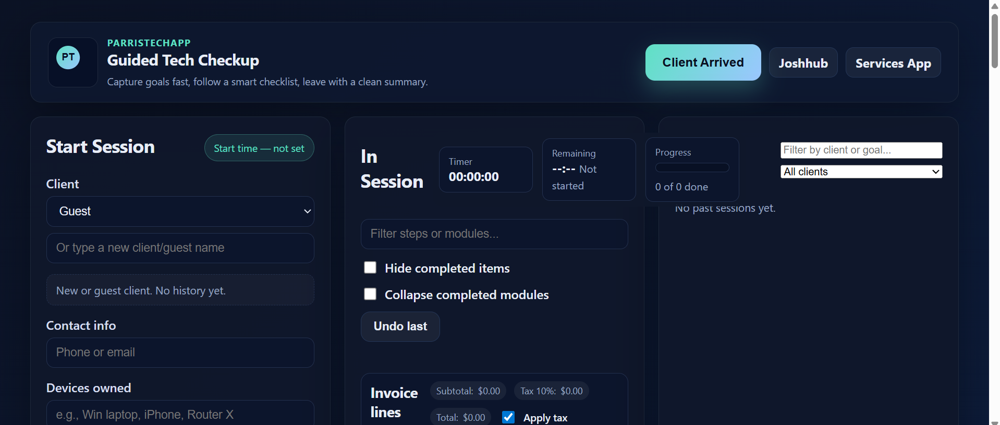 PT
PARRISTECHAPP
Guided Tech Checkup
Capture goals fast, follow a smart checklist, leave with a clean summary.
Client Arrived
Joshhub
Services App
Start Session
Start time — not set
Client
Guest
Or type a new client/guest name
New or guest client. No history yet.
Contact info
Phone or email
Devices owned
e.g., Win laptop, iPhone, Router X
In
Session
Timer
00:00:00
Remaining
--:-- Not
started
Progress
0 of 0 done
Filter steps or modules...
Hide completed items
Collapse completed modules
Undo last
Invoice
lines
Subtotal: $0.00
Tax 10%: $0.00
Total: $0.00
Apply tax
Filter by client or goal...
All clients
No past sessions yet.